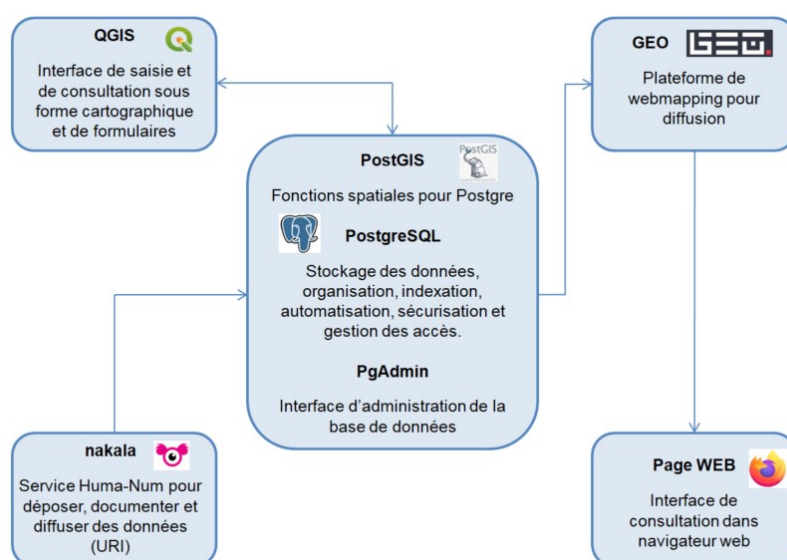 QGIS
Interface de saisie et
de consultation sous
forme cartographique
et de formulaires
GEO
GEO.
Plateforme de
webmapping pour
diffusion
PostGIS
PostGIS
Fonctions spatiales pour Postgre
PostgreSQL
Stockage des données,
organisation, indexation,
automatisation, sécurisation et
gestion des accès.
PgAdmin
Interface d'administration de la
base de données
nakala
Service Huma-Num pour
déposer, documenter et
diffuser des données
(URI)
Page WEB
Interface de
consultation dans
navigateur web